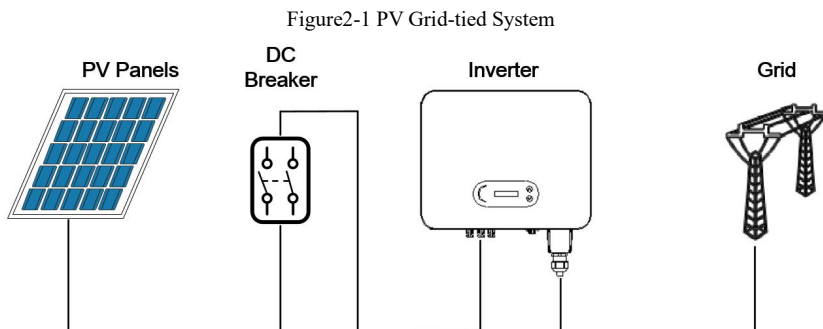 Figure2-1 PV Grid-tied System
PV Panels
DC
Breaker
Inverter
Grid